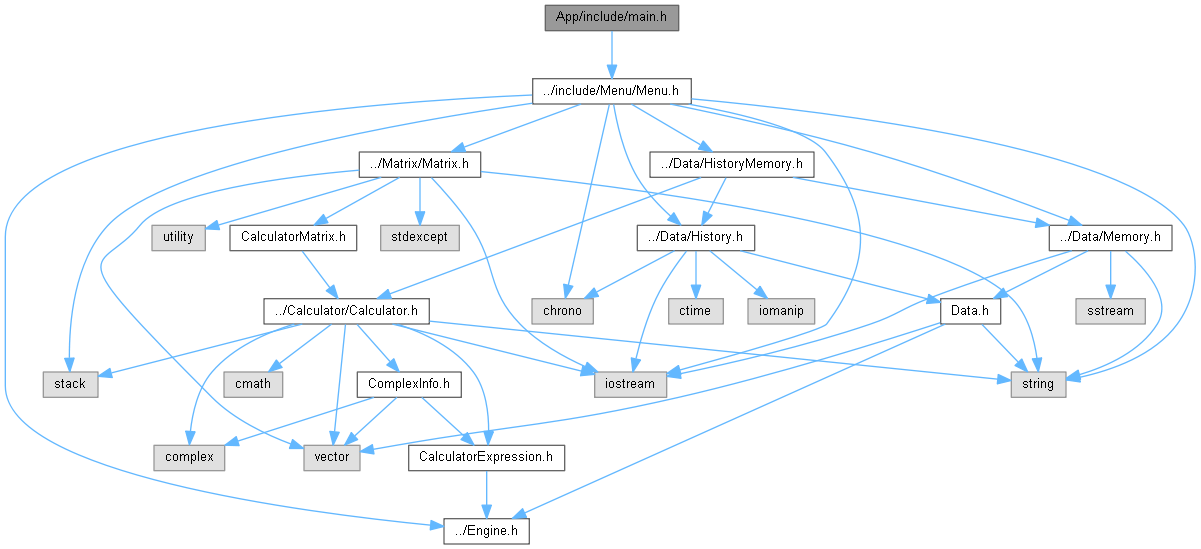 App/include/main.h
../include/Menu/Menu.h
../Matrix/Matrix.h
../Data/HistoryMemory.h
utility
CalculatorMatrix.h
stdexcept
../Data/History.h
../Data/Memory.h
../Calculator/Calculator.h
chrono
ctime
iomanip
Data.h
sstream
stack
cmath
ComplexInfo.h
iostream
string
complex
vector
CalculatorExpression.h
../Engine.h